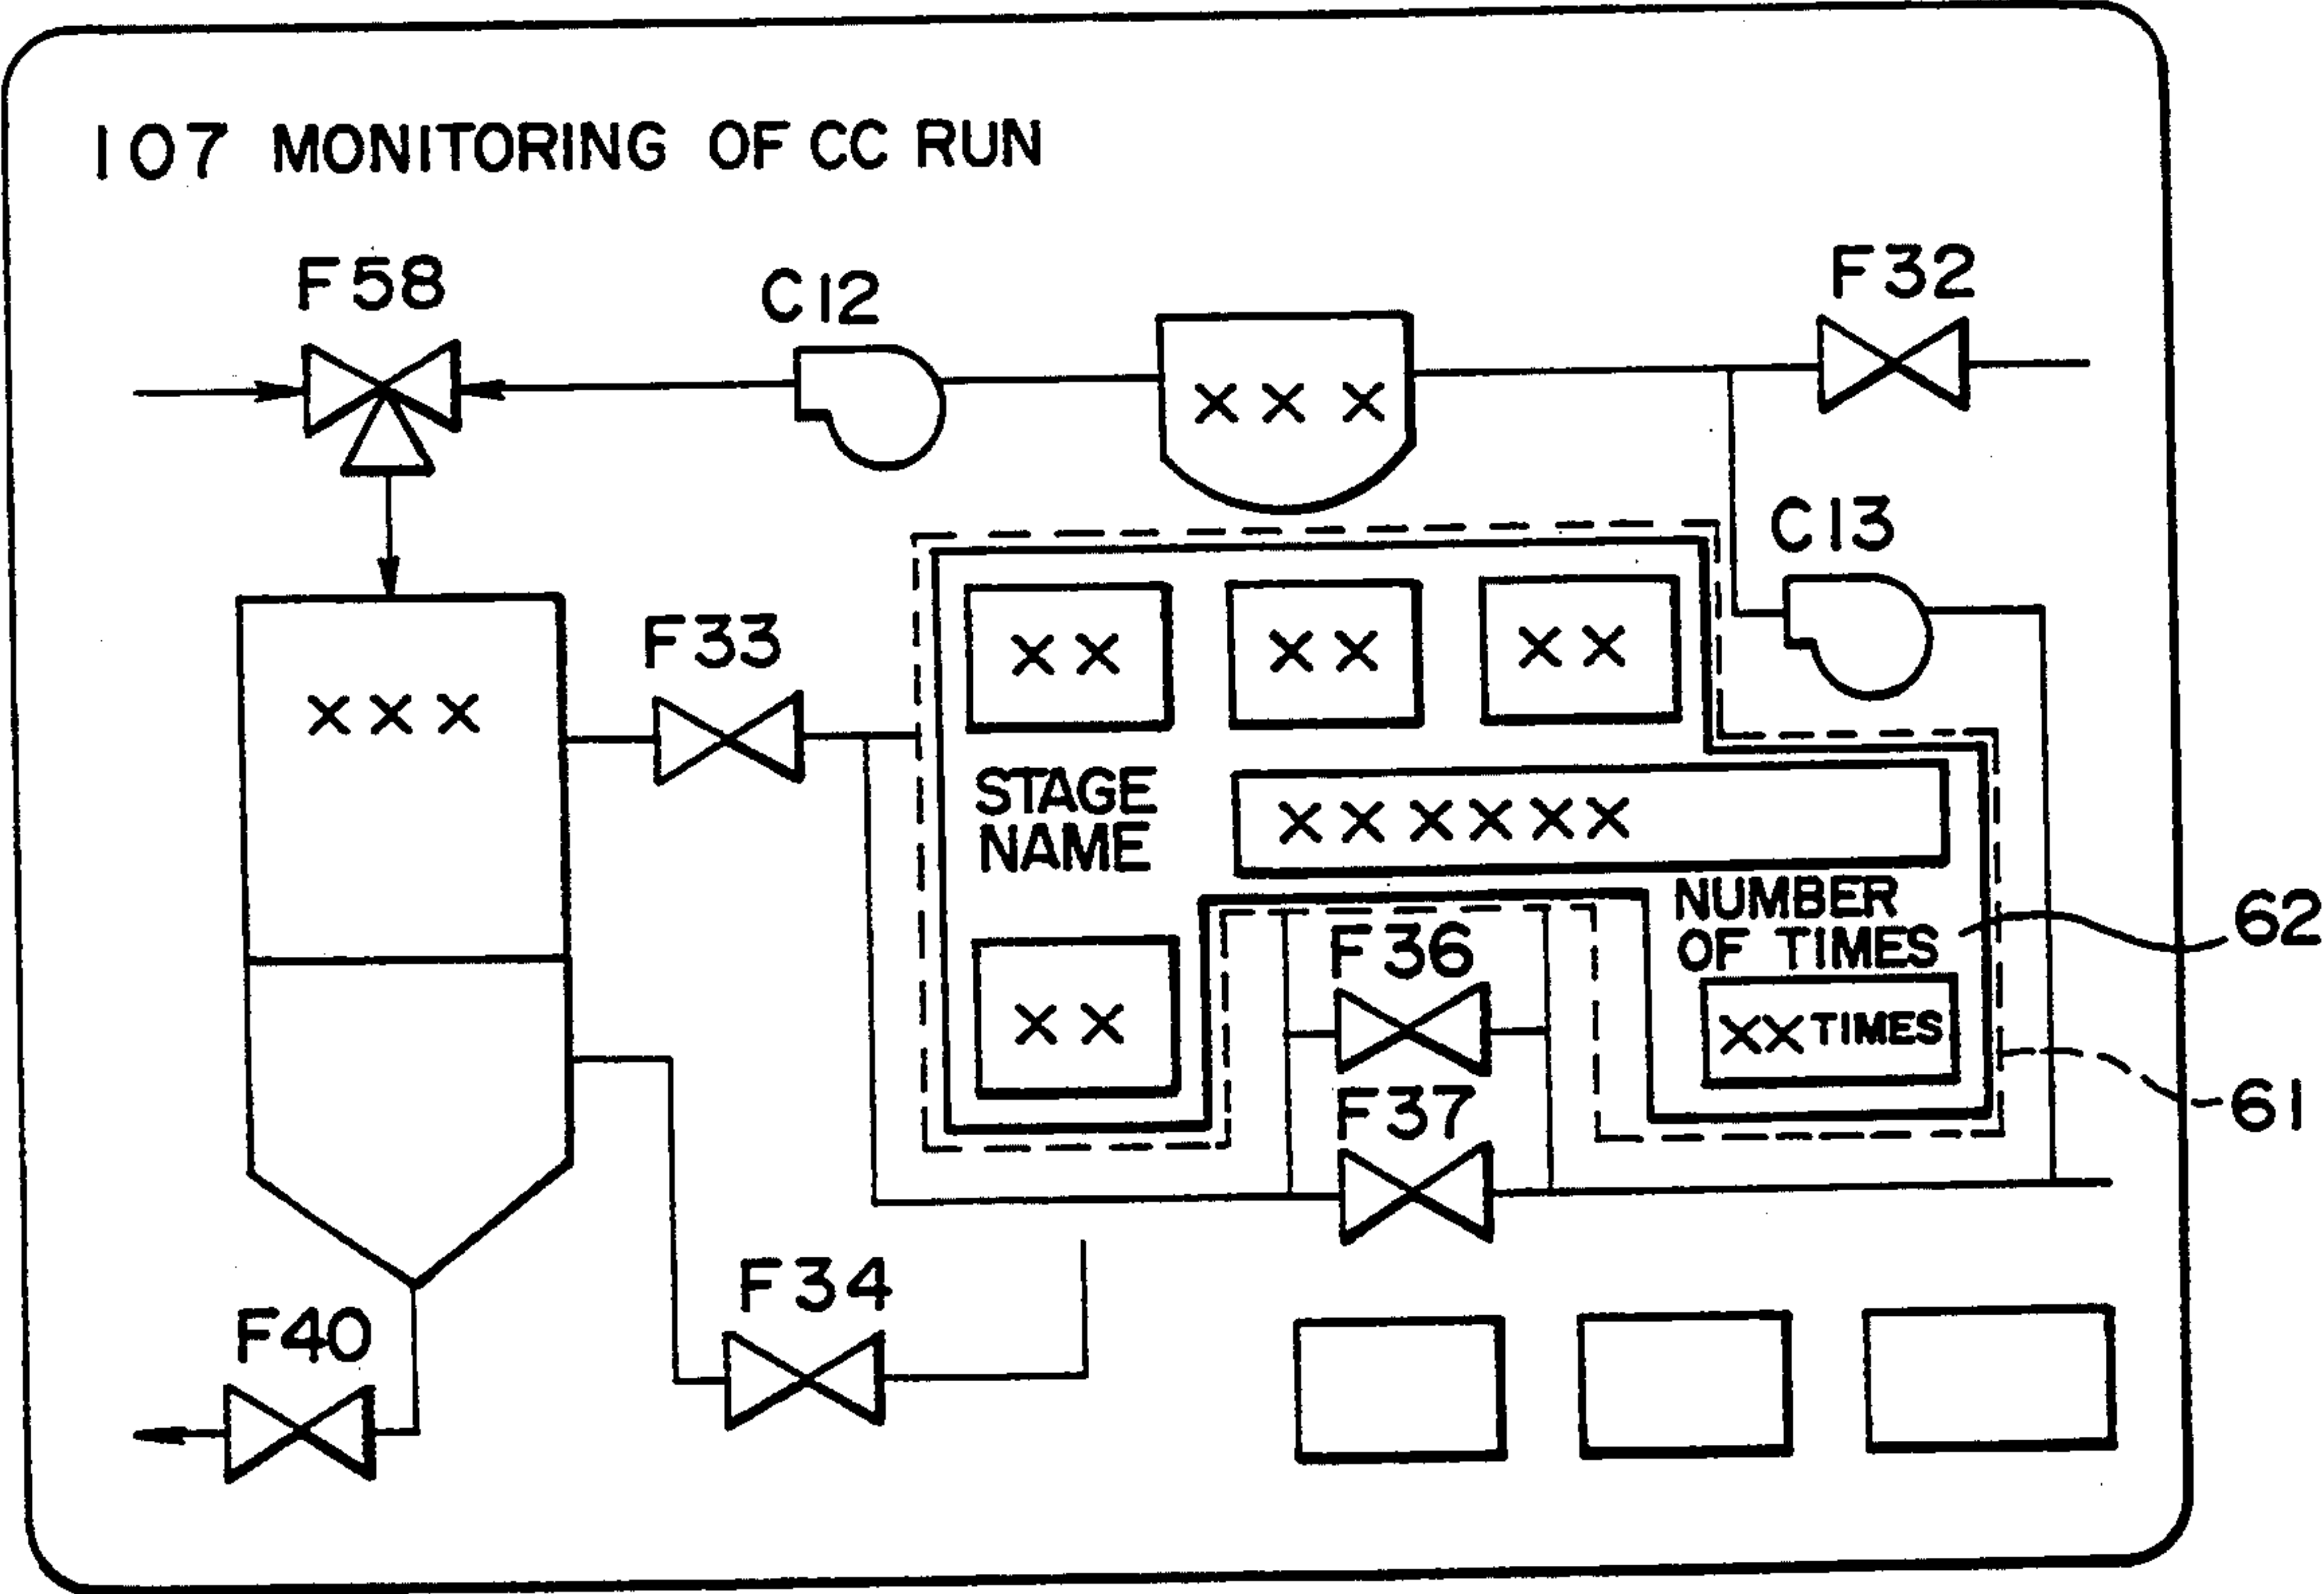 107 MONITORING OF CC RUN
F58
C12
F32
×××
C13
F33
××
××
××
×××
STAGE
NAME
××××××
NUMBER
OF TIMES
62
F36
××
××TIMES
61
F37
F34
F40